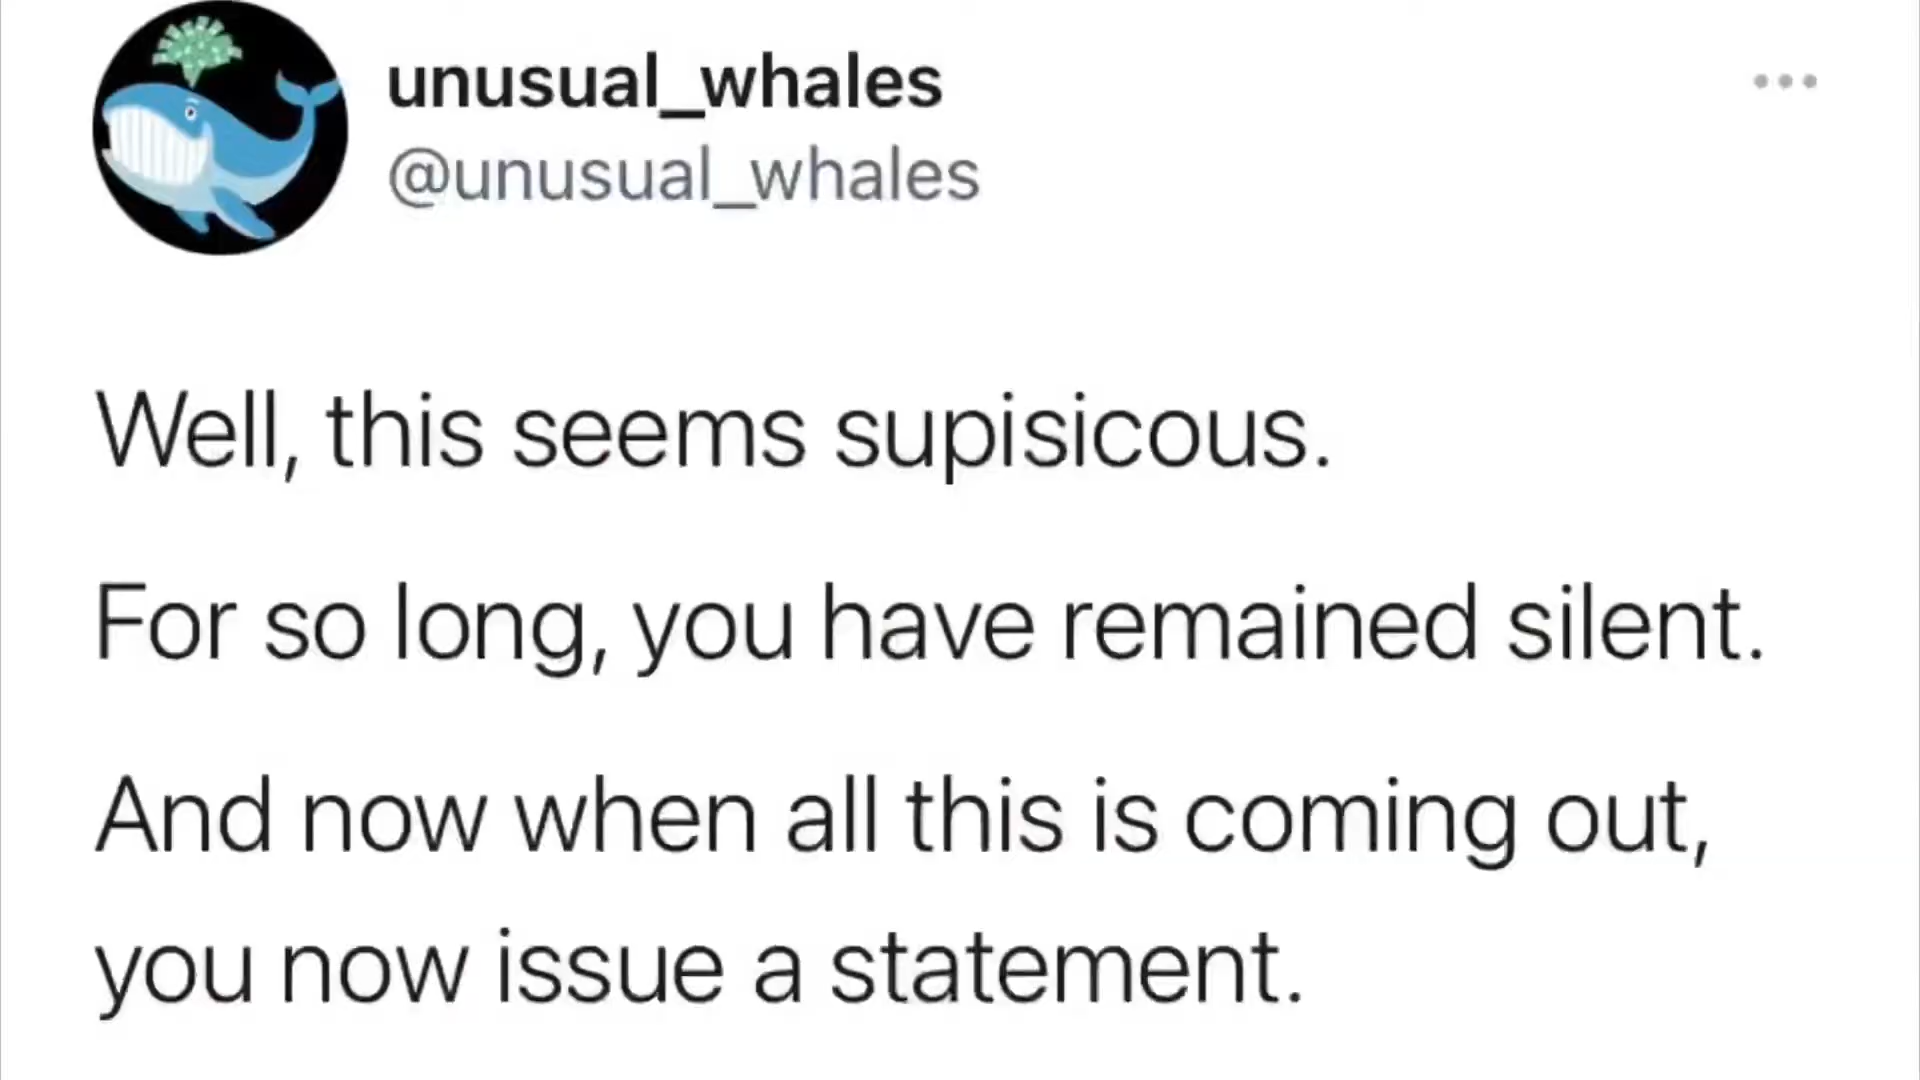 unusual_whales
@unusual_whales
Well, this seems supisicous.
For so long, you have remained silent.
And now when all this is coming out,
you now issue a statement.